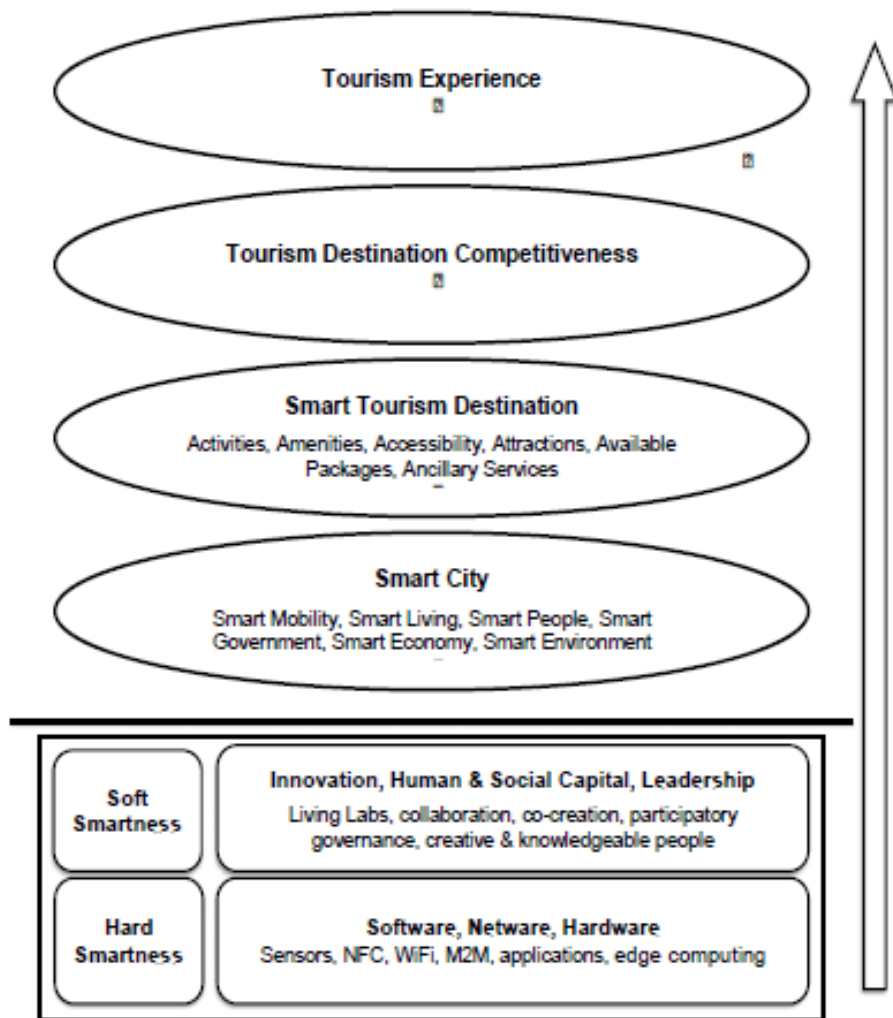 Tourism Experience
Tourism Destination Competitiveness
Smart Tourism Destination
Activities, Amenities, Accessibility, Attractions, Available
Packages, Ancillary Services
Smart City
Smart Mobility, Smart Living, Smart People, Smart
Government, Smart Economy, Smart Environment
Soft
Smartness
Innovation, Human & Social Capital, Leadership
Living Labs, collaboration, co-creation, participatory
governance, creative & knowledgeable people
Hard
Smartness
Software, Netware, Hardware
Sensors, NFC, WiFi, M2M, applications, edge computing